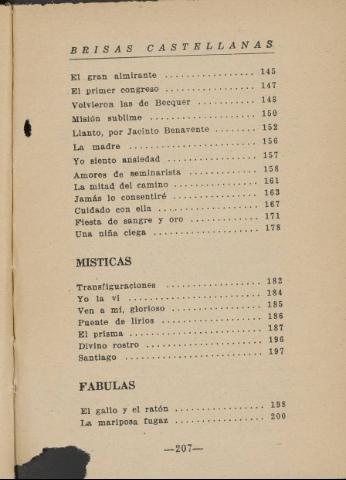 BRISAS CASTELLANAS
El gran almirante ................ 145
El primer congreso ................ 147
Volvieron las de Becquer .......... 148
Misión sublime .................... 150
Llanto, por Jacinto Benavente ....... 152
La madre ....................... 156
Yo siento ansiedad ................ 157
Amores de seminarista ............. 158
La mitad del camino ............... 161
Jamás lo consentiré ................ 163
Cuidado con ella .................. 167
Fiesta de sangre y oro ............. 171
Una niña ciega ................... 178
MISTICAS
Transfiguraciones ................ 182
Yo la vi ....................... 184
Ven a mí, glorioso ................ 185
Puente de lirios .................. 186
El prisma ....................... 187
Divino rostro ..................... 196
Santiago ......................... 197
FABULAS
El gallo y el ratón ................ 198
La mariposa fugaz ................ 200
—207—